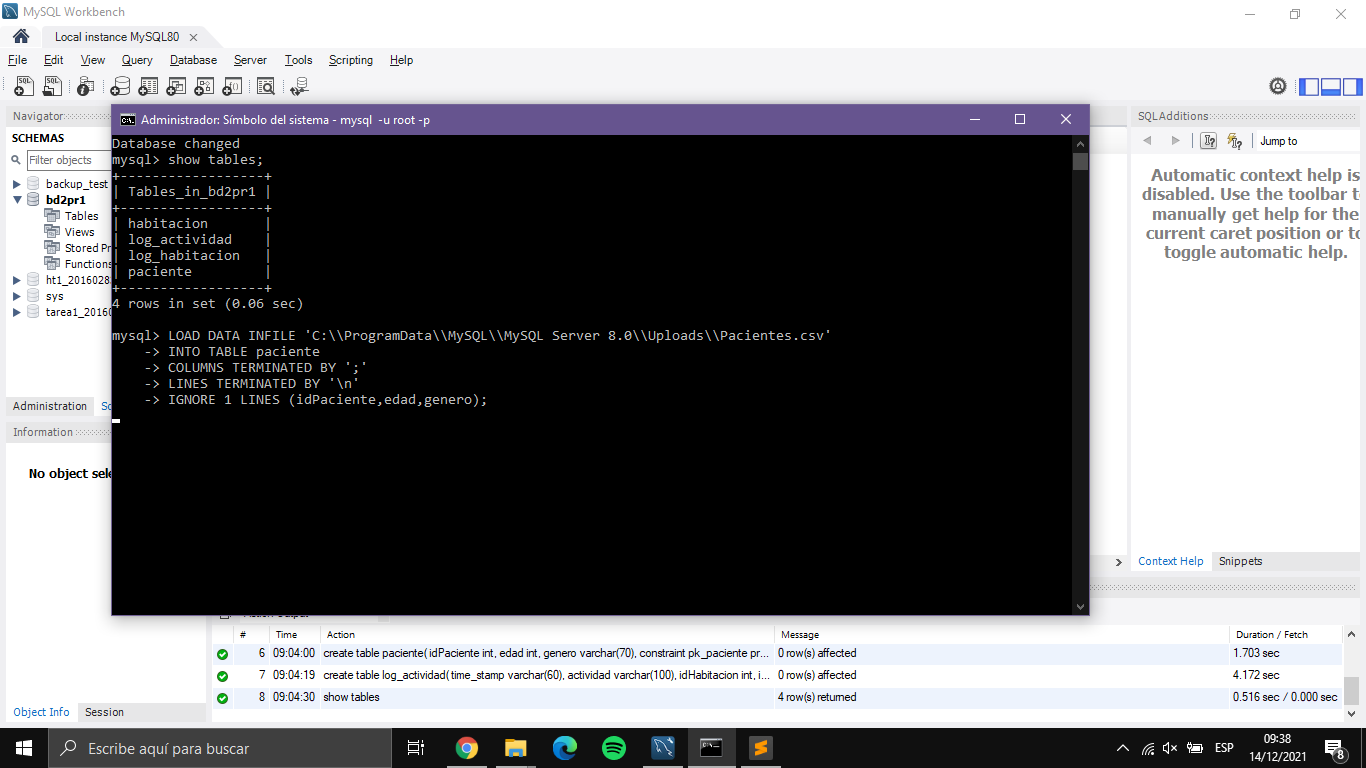 MySQL Workbench
Local instance MySQL80
File Edit View Query Database Server Tools Scripting Help
Navigator
SCHEMAS
Filter objects
backup_test
bd2pr1
Tables
Views
Stored Pr
Functions
ht1_2016028
sys
tarea1_2016
Administration
Information
No object sele
Object Info Session
Administrador: Símbolo del sistema - mysql -u root -p
Database changed
mysql> show tables;
+------------------+
| Tables_in_bd2pr1 |
+------------------+
| habitacion       |
| log_actividad    |
| log_habitacion   |
| paciente         |
+------------------+
4 rows in set (0.06 sec)
mysql> LOAD DATA INFILE 'C:\\ProgramData\\MySQL\\MySQL Server 8.0\\Uploads\\Pacientes.csv'
    -> INTO TABLE paciente
    -> COLUMNS TERMINATED BY ';'
    -> LINES TERMINATED BY '\n'
    -> IGNORE 1 LINES (idPaciente,edad,genero);
SQLAdditions
Jump to
Automatic context help is
disabled. Use the toolbar t
manually get help for the
current caret position or to
toggle automatic help.
Context Help Snippets
# Time Action Message Duration / Fetch
6 09:04:00 create table paciente( idPaciente int, edad int, genero varchar(70), constraint pk_paciente pr... 0 row(s) affected 1.703 sec
7 09:04:19 create table log_actividad( time_stamp varchar(60), actividad varchar(100), idHabitacion int, i... 0 row(s) affected 4.172 sec
8 09:04:30 show tables 4 row(s) returned 0.516 sec / 0.000 sec
Escribe aquí para buscar
ESP
09:38
14/12/2021
8